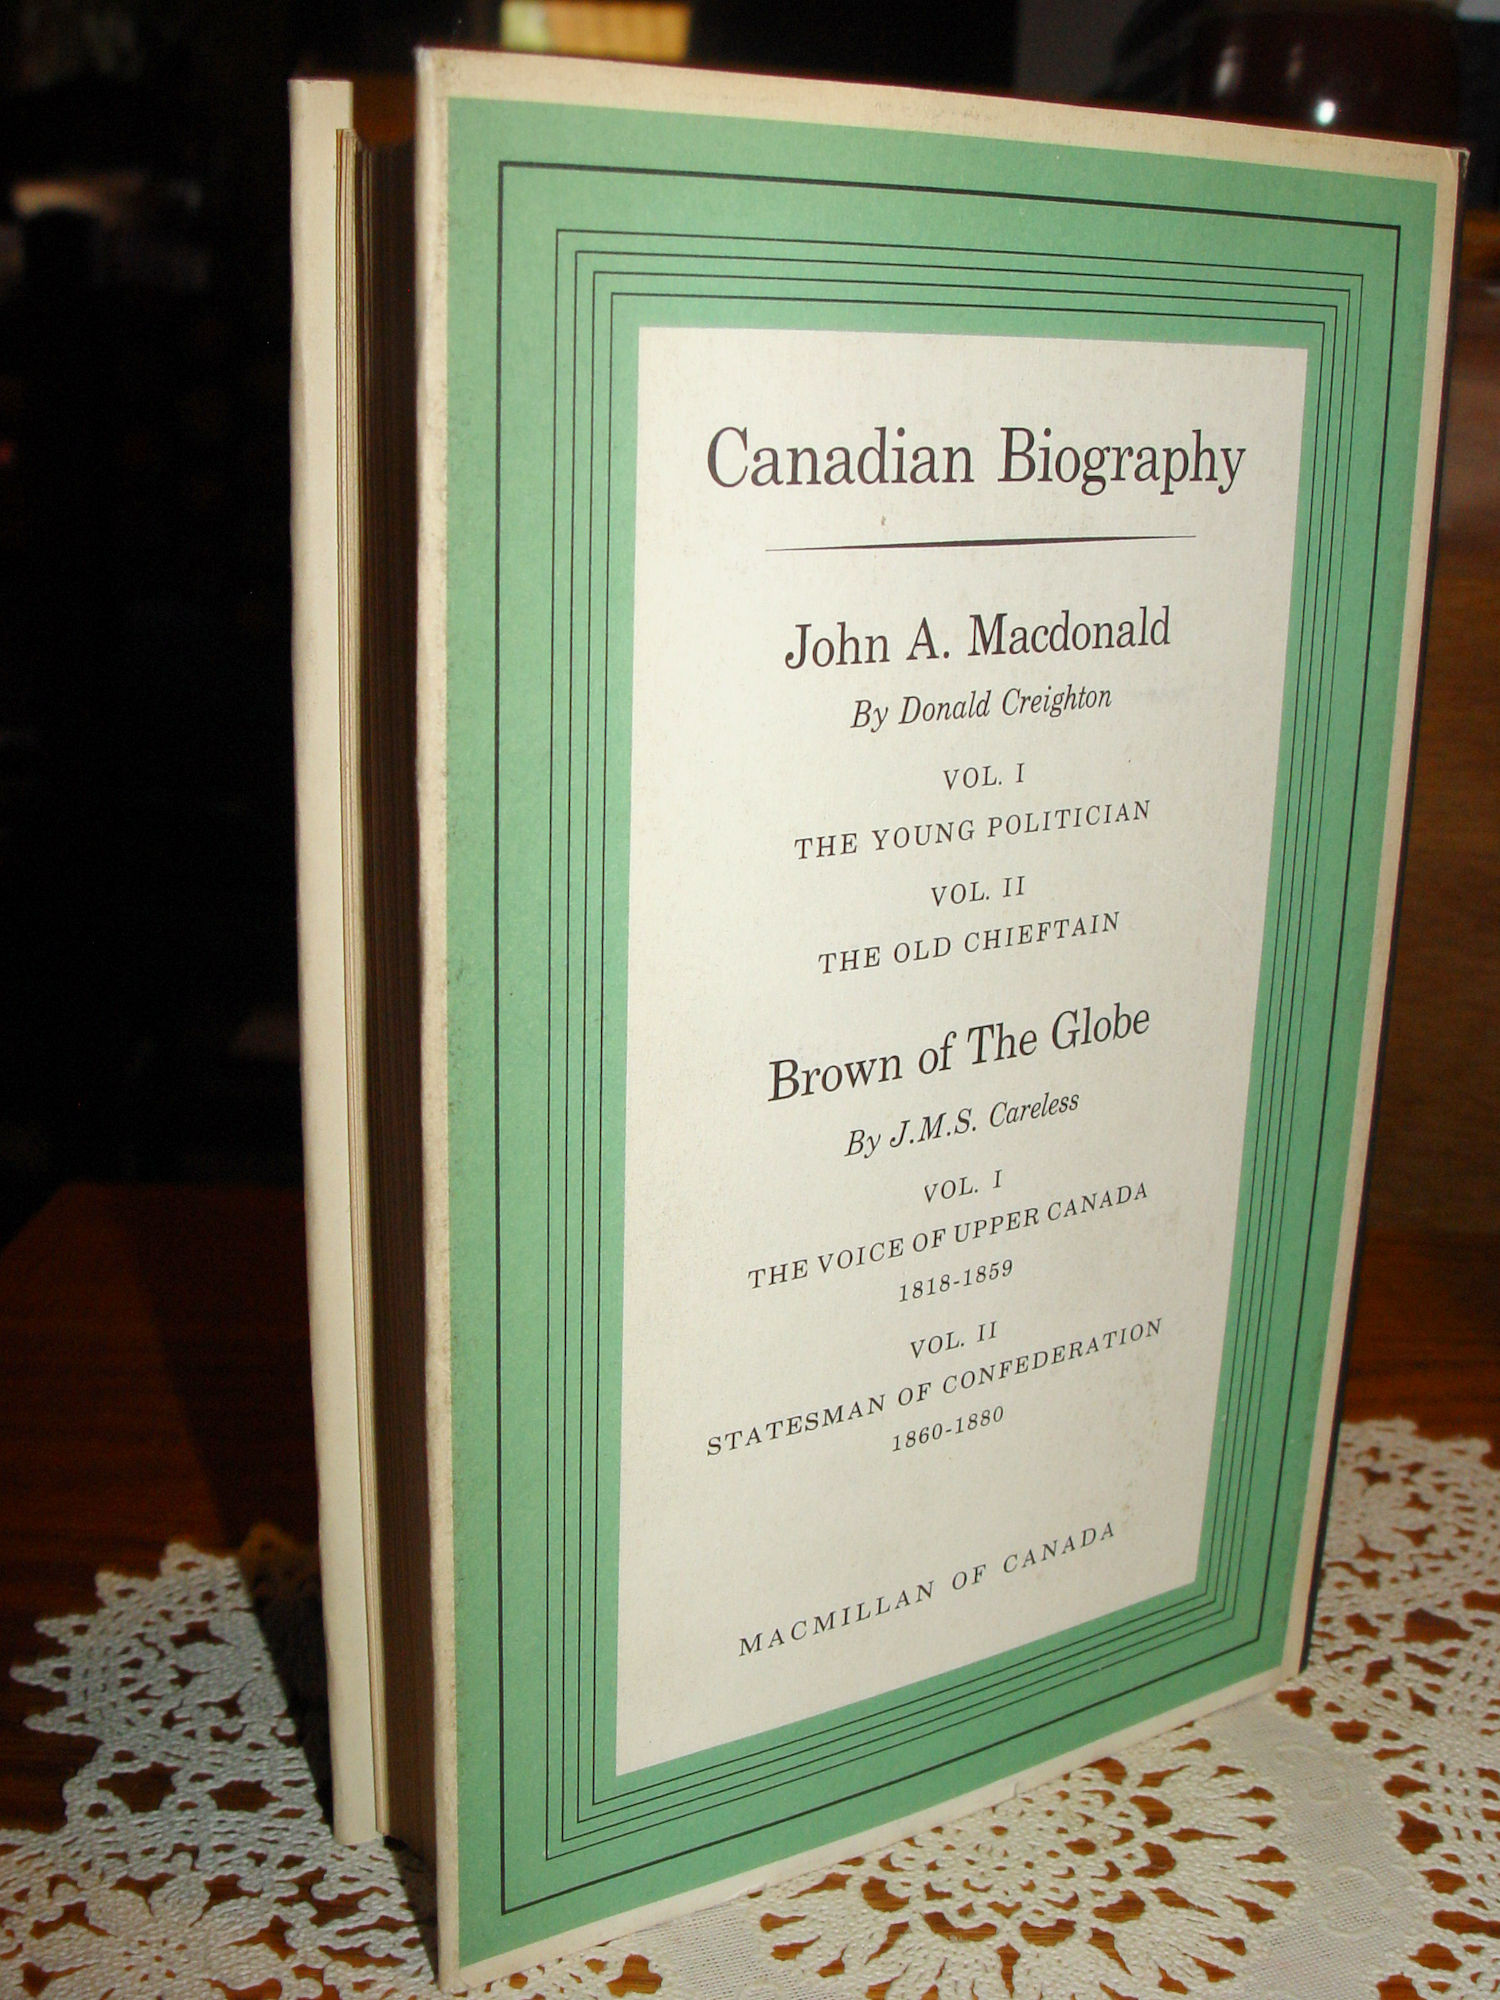 Canadian Biography
John A. Macdonald
By Donald Creighton
VOL. I
THE YOUNG POLITICIAN
VOL. II
THE OLD CHIEFTAIN
Brown of The Globe
By J.M.S. Careless
VOL. I
THE VOICE OF UPPER CANADA
1818-1859
VOL. II
STATESMAN OF CONFEDERATION
1860-1880
MACMILLAN OF CANADA